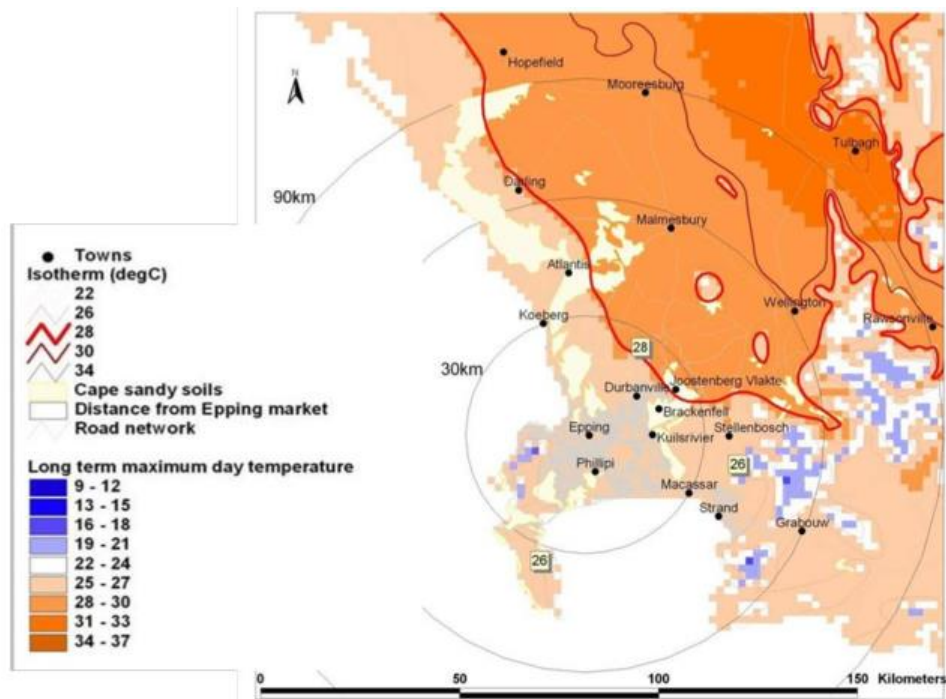 N
Hopefield
Mooreesburg
Tulbagh
Darling
90km
Malmesbury
Atlantis
Wellington
Rawsonville
Koeberg
28
30km
Joostenberg Vlakte
Durbanville
Brackenfell
Epping
Kuilsrivier
Stellenbosch
26
Phillipi
Macassar
Strand
Grabouw
26
Towns
Isotherm (degC)
22
26
28
30
34
Cape sandy soils
Distance from Epping market
Road network
Long term maximum day temperature
9 - 12
13 - 15
16 - 18
19 - 21
22 - 24
25 - 27
28 - 30
31 - 33
34 - 37
0 50 100 150 Kilometers